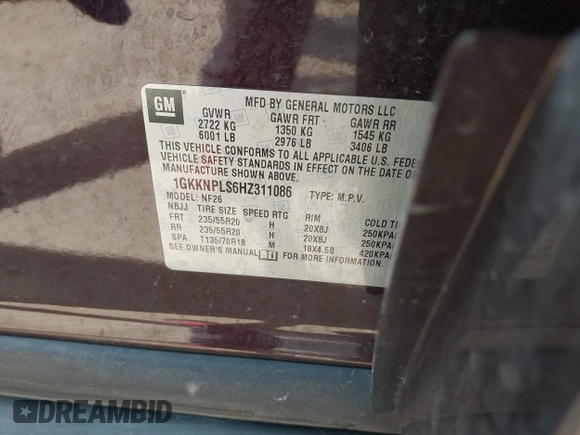 GM
MFD BY GENERAL MOTORS LLC
GVWR GAWR FRT GAWR RR
2722 KG 1350 KG 1545 KG
6001 LB 2976 LB 3406 LB
THIS VEHICLE CONFORMS TO ALL APPLICABLE U.S. FEDE
VEHICLE SAFETY STANDARDS IN EFFECT ON THE DATE O
MANUFACTURE SHOWN ABOVE.
1GKKNPLS6HZ311086 TYPE: M.P.V.
MODEL: NF26
NBJJ TIRE SIZE SPEED RTG RIM COLD TI
FRT 235/55R20 H 20X8J 250KPA(
RR 235/55R20 H 20X8J 250KPA(
SPA T135/70R18 M 18X4.5B 420KPA(
SEE OWNER'S MANUAL i FOR MORE INFORMATION.
DREAMBID